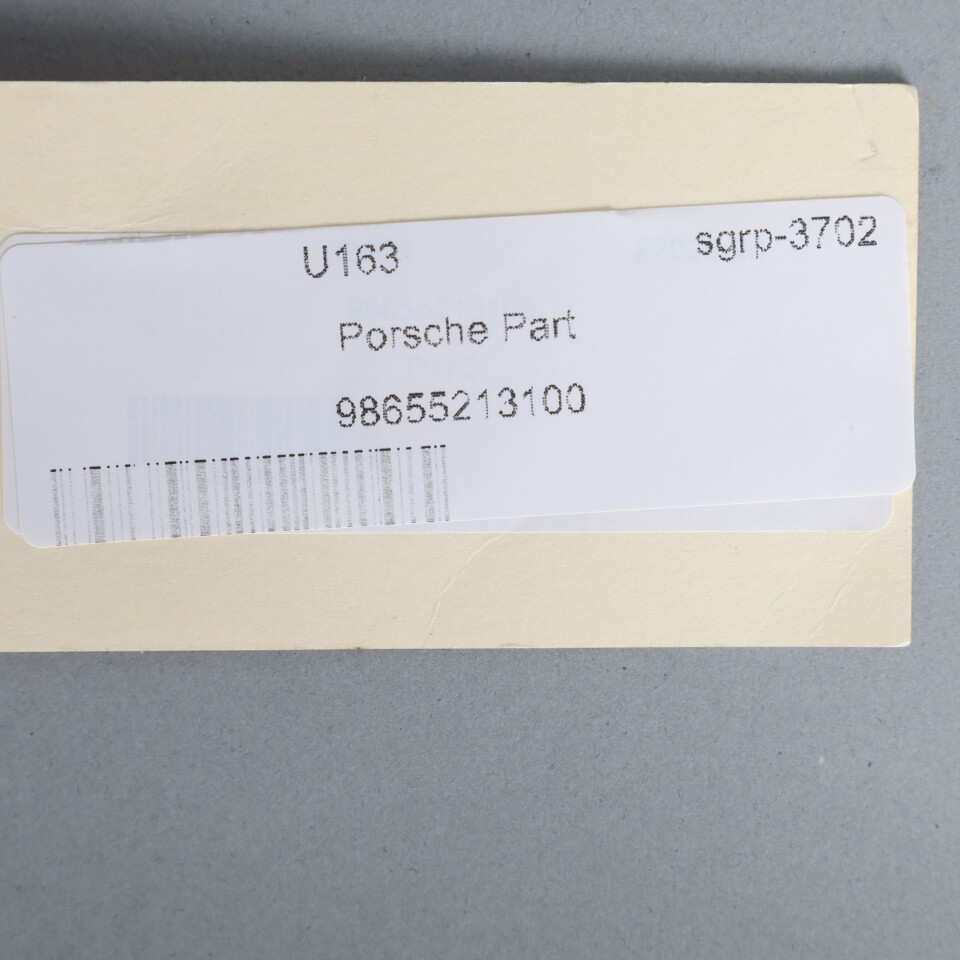 U163 sgrp-3702
Porsche Part
98655213100